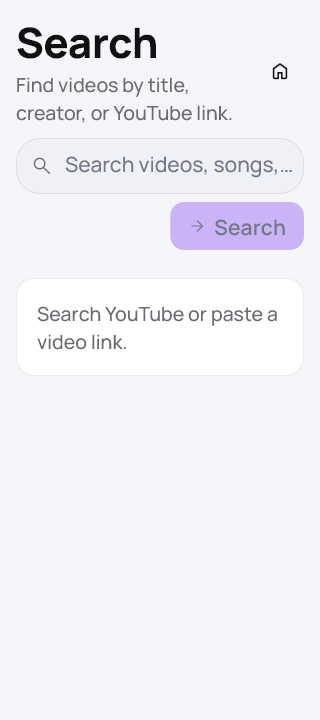 Search
Find videos by title,
creator, or YouTube link.
Search videos, songs,…
Search
Search YouTube or paste a
video link.